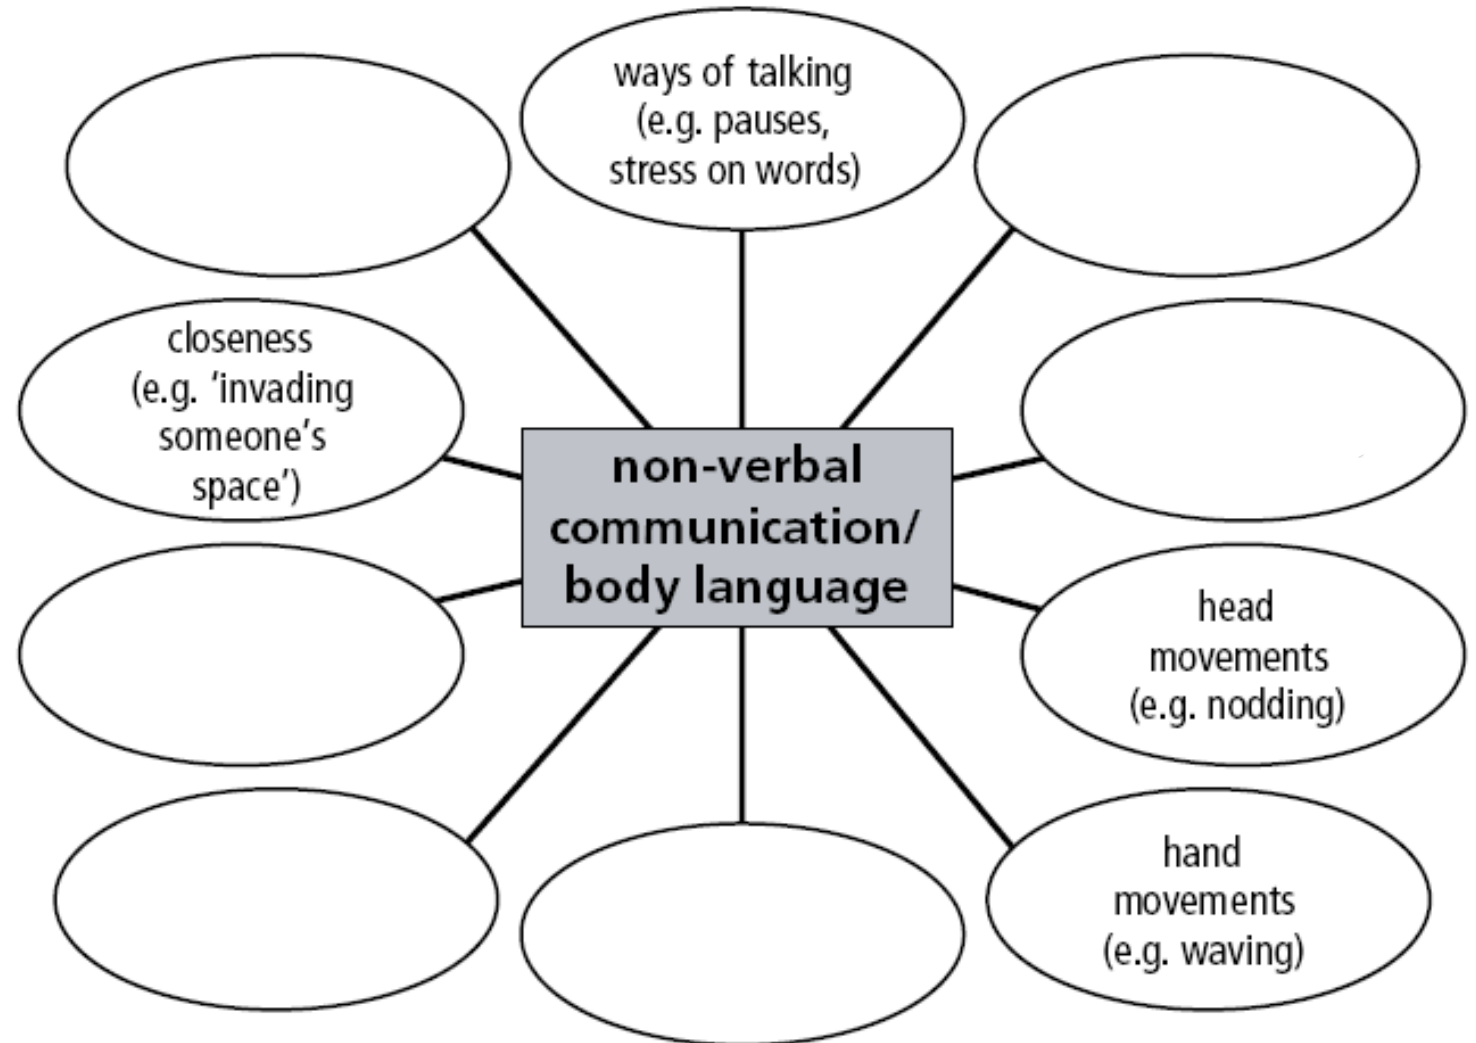 ways of talking
(e.g. pauses,
stress on words)
closeness
(e.g. ‘invading
someone’s
space’)
non-verbal
communication/
body language
head
movements
(e.g. nodding)
hand
movements
(e.g. waving)